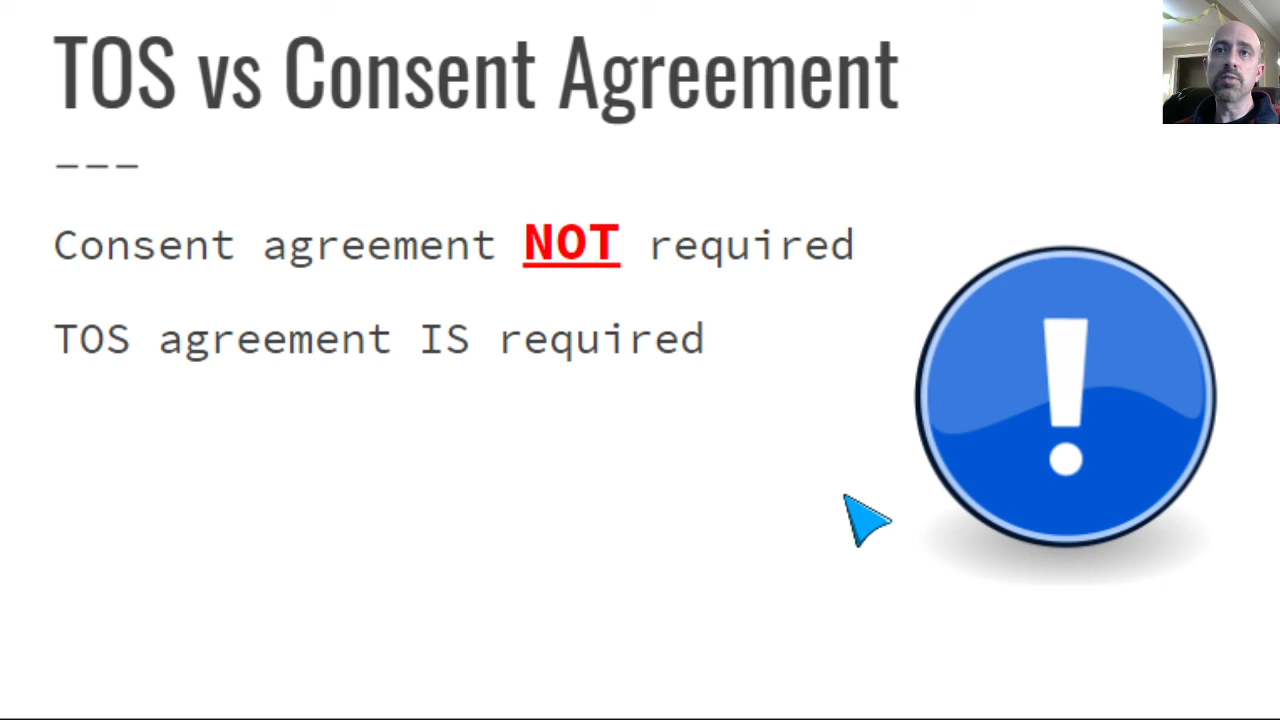 TOS vs Consent Agreement
---
Consent agreement NOT required
TOS agreement IS required